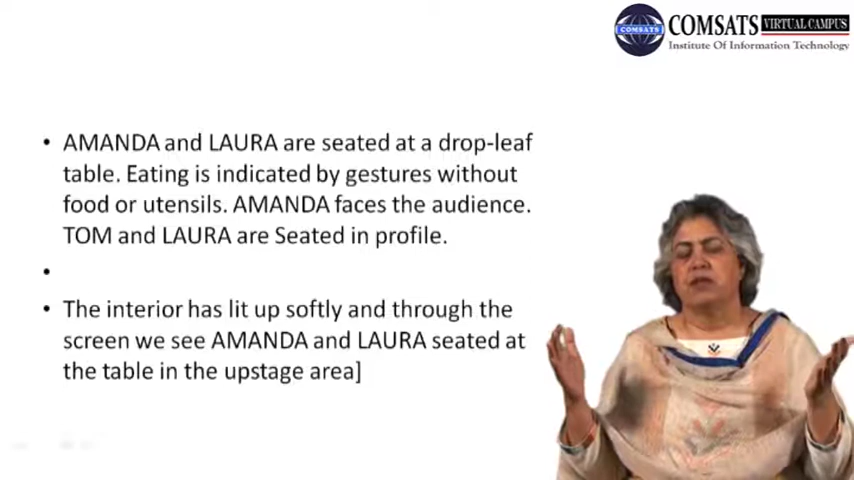 COMSATS VIRTUAL CAMPUS
COMSATS
Institute Of Information Technology
• AMANDA and LAURA are seated at a drop-leaf
table. Eating is indicated by gestures without
food or utensils. AMANDA faces the audience.
TOM and LAURA are Seated in profile.
•
• The interior has lit up softly and through the
screen we see AMANDA and LAURA seated at
the table in the upstage area]